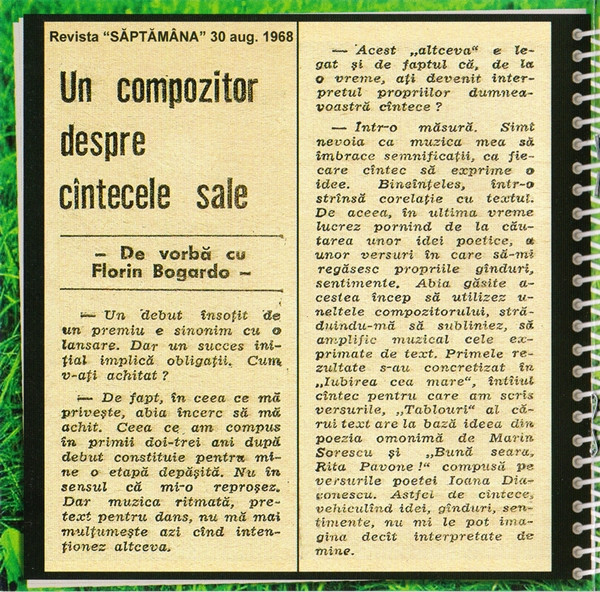 Revista "SĂPTĂMÂNA" 30 aug. 1968
Un compozitor
despre
cîntecele sale
— De vorbă cu
Florin Bogardo —
— Un debut însoțit de
un premiu e sinonim cu o
lansare. Dar un succes ini-
țial implică obligații. Cum
v-ați achitat ?
— De fapt, în ceea ce mă
privește, abia încerc să mă
achit. Ceea ce am compus
în primii doi-trei ani după
debut constituie pentru mi-
ne o etapă depășită. Nu în
sensul că mi-o reproșez.
Dar muzica ritmată, pre-
text pentru dans, nu mă mai
mulțumește azi cînd inten-
ționez altceva.
— Acest „altceva" e le-
gat și de faptul că, de la
o vreme, ați devenit inter-
pretul propriilor dumnea-
voastră cîntece ?
— Intr-o măsură. Simt
nevoia ca muzica mea să
îmbrace semnificații, ca fie-
care cîntec să exprime o
idee. Bineînțeles, într-o
strînsă corelație cu textul.
De aceea, în ultima vreme
lucrez pornind de la cău-
tarea unor idei poetice, a
unor versuri în care să-mi
regăsesc propriile gînduri,
sentimente. Abia găsite a-
cestea încep să utilizez u-
neltele compozitorului, stră-
duindu-mă să subliniez, să
amplific muzical cele ex-
primate de text. Primele re-
zultate s-au concretizat în
„Iubirea cea mare", întîiul
cîntec pentru care am scris
versurile, „Tablouri" al că-
rui text are la bază ideea din
poezia omonimă de Marin
Sorescu și „Bună seara,
Rita Pavone !" compusă pe
versurile poetei Ioana Dia-
conescu. Astfel de cîntece,
vehiculînd idei, gînduri, sen-
timente, nu mi le pot ima-
gina decît interpretate de
mine.